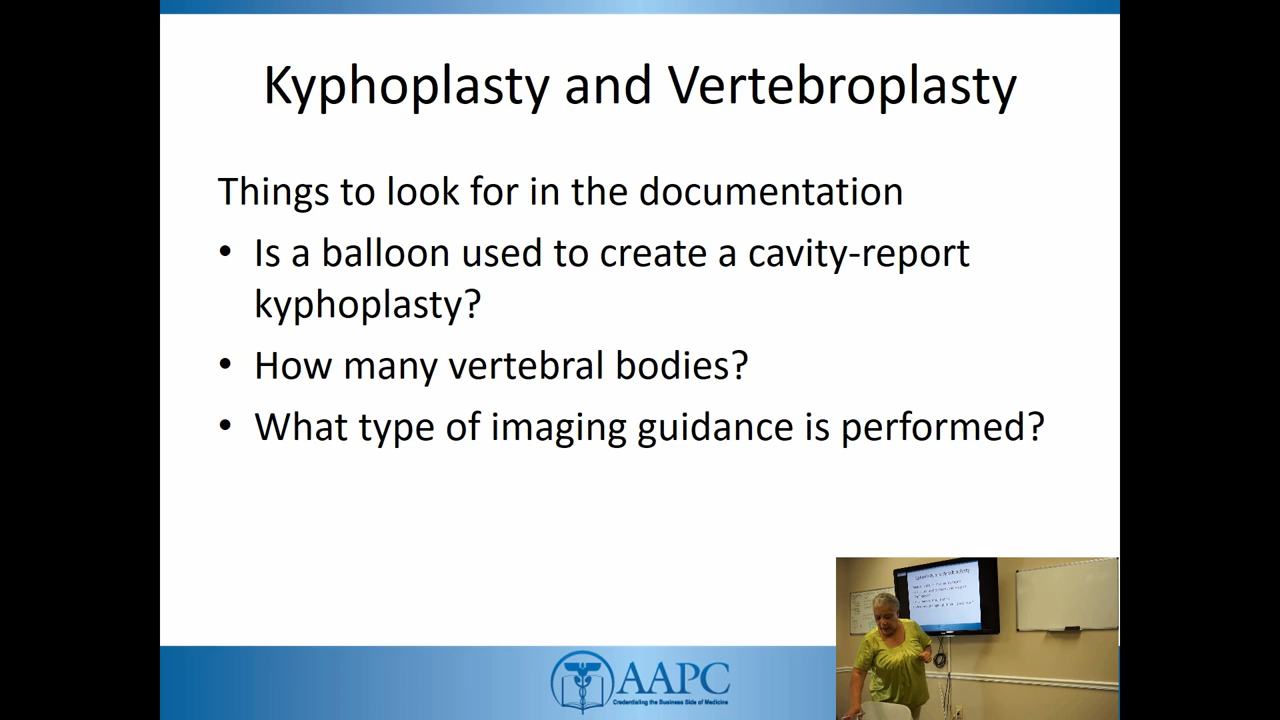 Kyphoplasty and Vertebroplasty
Things to look for in the documentation
• Is a balloon used to create a cavity-report
kyphoplasty?
• How many vertebral bodies?
• What type of imaging guidance is performed?
AAPC
Credentialing the Business Side of Medicine